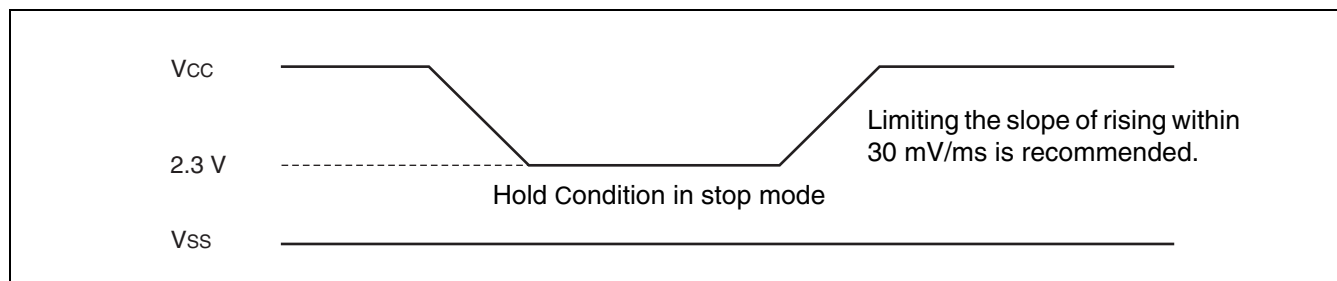 Vcc
Limiting the slope of rising within
30 mV/ms is recommended.
2.3 V
Hold Condition in stop mode
Vss